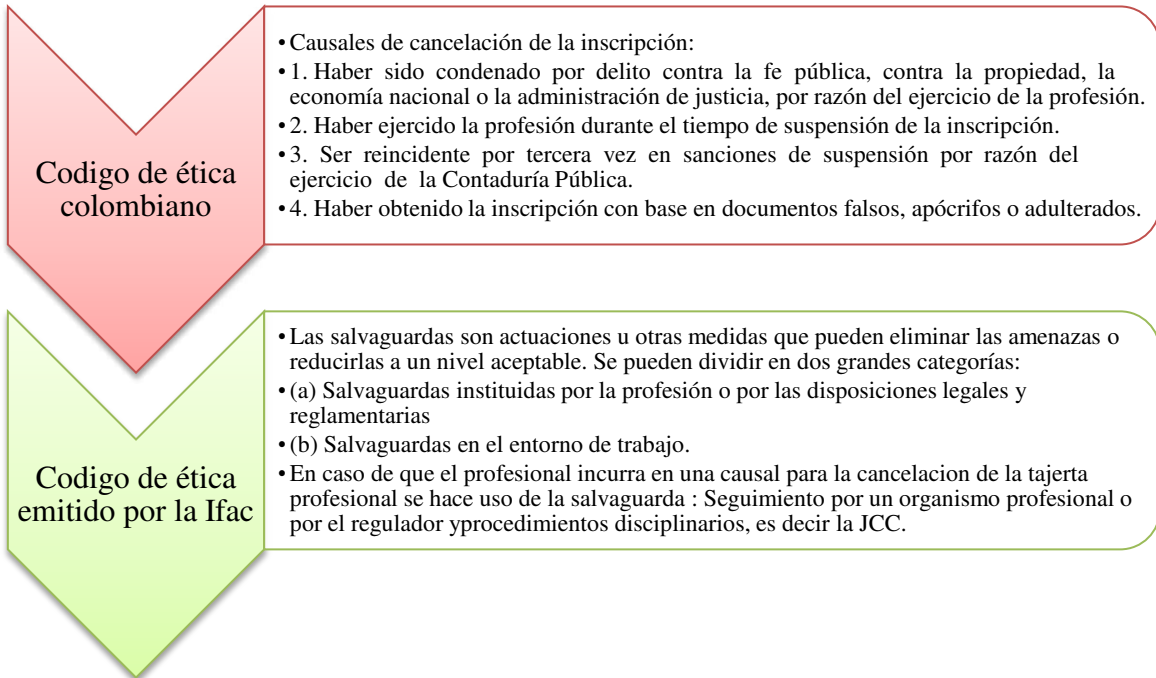 Codigo de ética
colombiano
•Causales de cancelación de la inscripción:
•1. Haber sido condenado por delito contra la fe pública, contra la propiedad, la
economía nacional o la administración de justicia, por razón del ejercicio de la profesión.
•2. Haber ejercido la profesión durante el tiempo de suspensión de la inscripción.
•3. Ser reincidente por tercera vez en sanciones de suspensión por razón del
ejercicio de la Contaduría Pública.
•4. Haber obtenido la inscripción con base en documentos falsos, apócrifos o adulterados.
Codigo de ética
emitido por la Ifac
•Las salvaguardas son actuaciones u otras medidas que pueden eliminar las amenazas o
reducirlas a un nivel aceptable. Se pueden dividir en dos grandes categorías:
•(a) Salvaguardas instituidas por la profesión o por las disposiciones legales y
reglamentarias
•(b) Salvaguardas en el entorno de trabajo.
•En caso de que el profesional incurra en una causal para la cancelacion de la tajerta
profesional se hace uso de la salvaguarda : Seguimiento por un organismo profesional o
por el regulador yprocedimientos disciplinarios, es decir la JCC.